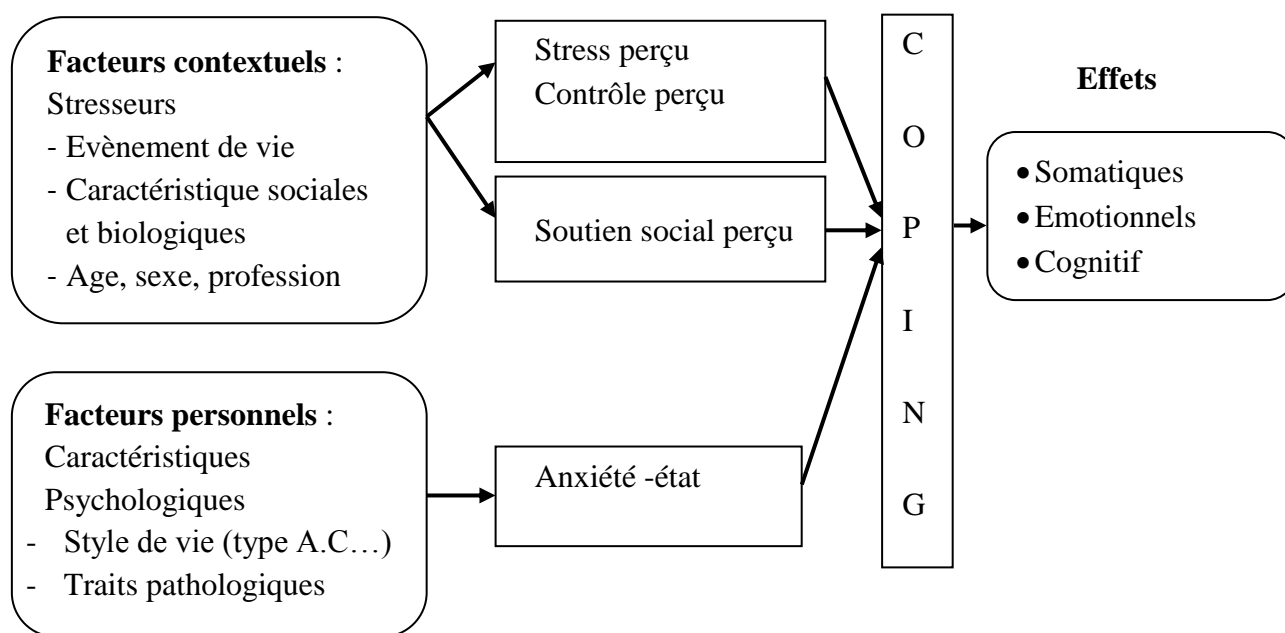 Facteurs contextuels :
Stresseurs
- Evènement de vie
- Caractéristique sociales
et biologiques
- Age, sexe, profession
Facteurs personnels :
Caractéristiques
Psychologiques
- Style de vie (type A.C…)
- Traits pathologiques
Stress perçu
Contrôle perçu
Soutien social perçu
Anxiété -état
C
O
P
I
N
G
Effets
• Somatiques
• Emotionnels
• Cognitif